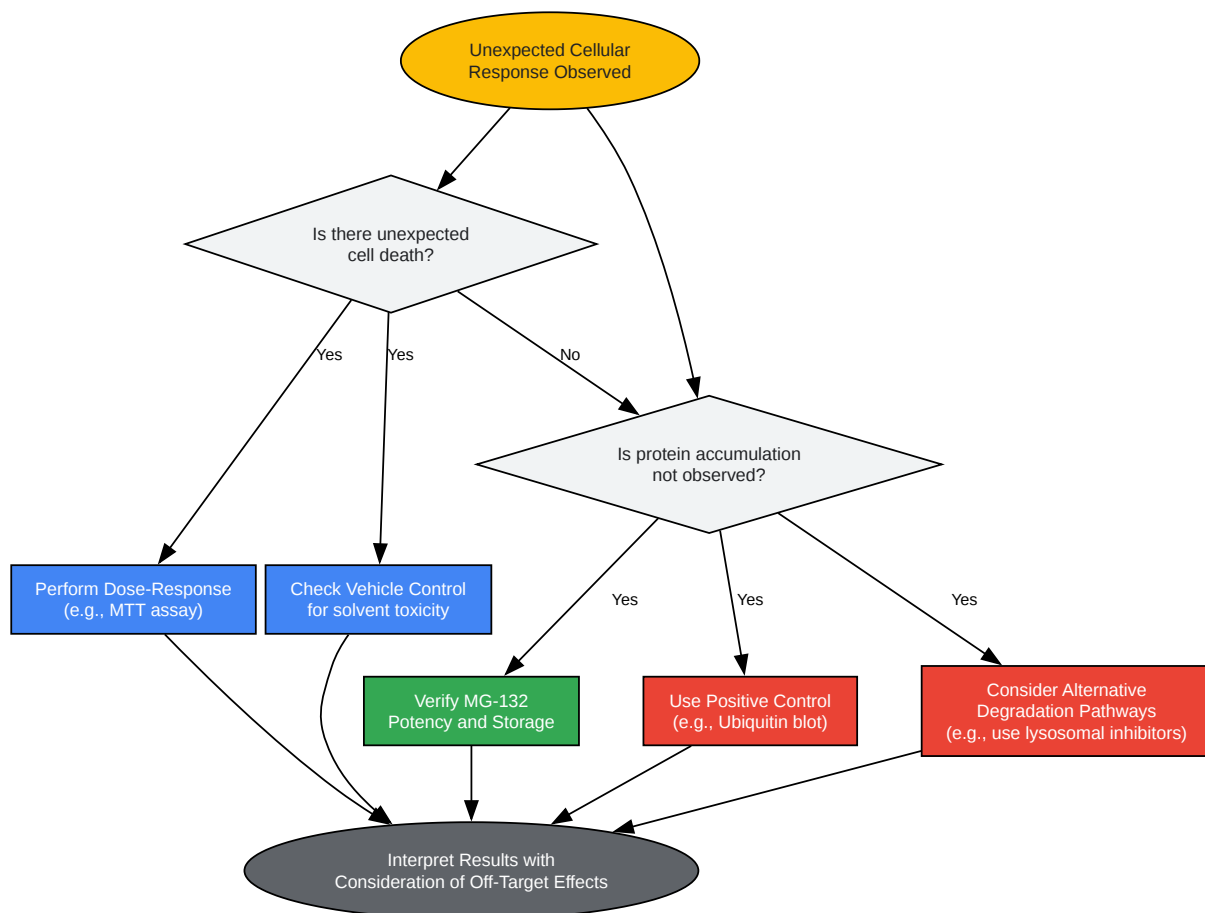 Unexpected Cellular
Response Observed
Is there unexpected
cell death?
Yes
Yes
No
Is protein accumulation
not observed?
Perform Dose-Response
(e.g., MTT assay)
Check Vehicle Control
for solvent toxicity
Yes
Yes
Yes
Verify MG-132
Potency and Storage
Use Positive Control
(e.g., Ubiquitin blot)
Consider Alternative
Degradation Pathways
(e.g., use lysosomal inhibitors)
Interpret Results with
Consideration of Off-Target Effects